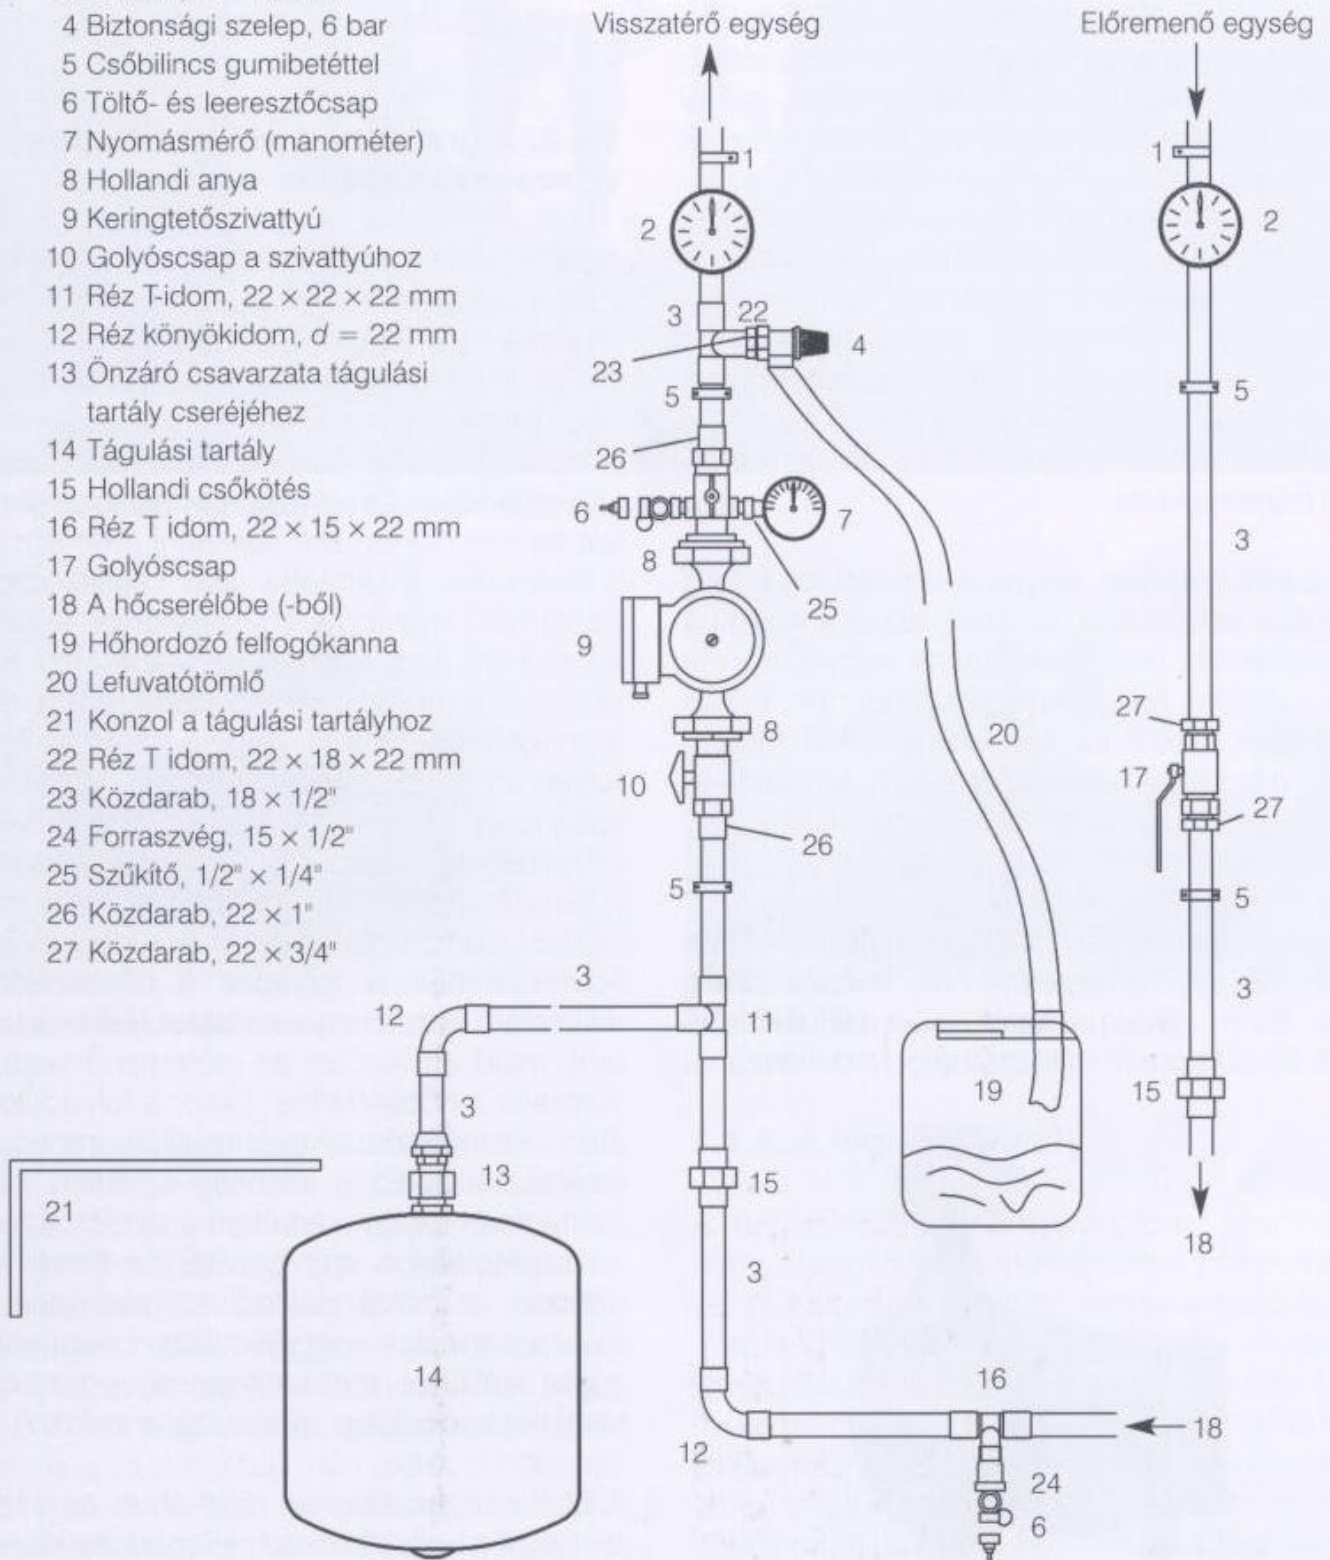 4 Biztonsági szelep, 6 bar
5 Csőbilincs gumibetéttel
6 Töltő- és leeresztőcsap
7 Nyomásmérő (manométer)
8 Hollandi anya
9 Keringtetőszivattyú
10 Golyóscsap a szivattyúhoz
11 Réz T-idom, 22 × 22 × 22 mm
12 Réz könyökidom, d = 22 mm
13 Önzáró csavarzata tágulási
tartály cseréjéhez
14 Tágulási tartály
15 Hollandi csőkötés
16 Réz T idom, 22 × 15 × 22 mm
17 Golyóscsap
18 A hőcserélőbe (-ből)
19 Hőhordozó felfogókanna
20 Lefuvatótömlő
21 Konzol a tágulási tartályhoz
22 Réz T idom, 22 × 18 × 22 mm
23 Közdarab, 18 × 1/2"
24 Forraszvég, 15 × 1/2"
25 Szűkítő, 1/2" × 1/4"
26 Közdarab, 22 × 1"
27 Közdarab, 22 × 3/4"
Visszatérő egység
1
2
3
22
4
23
5
26
6
7
8
25
9
8
10
26
5
3
12
11
3
13
21
15
14
3
12
16
18
24
6
20
19
Előremenő egység
1
2
5
3
27
17
27
5
3
15
18